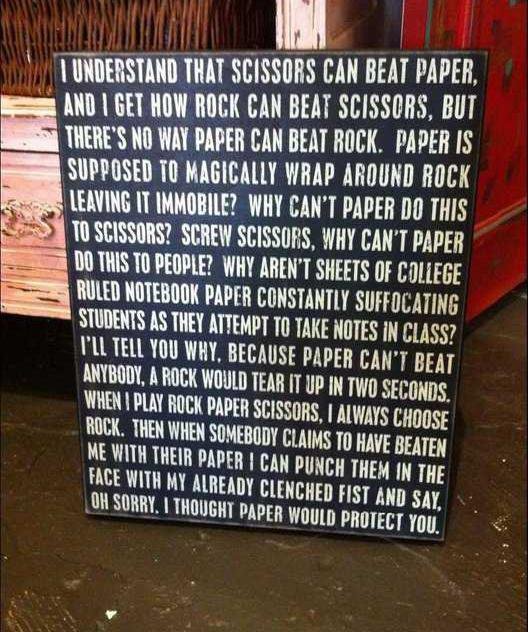 I UNDERSTAND THAT SCISSORS CAN BEAT PAPER,
AND I GET HOW ROCK CAN BEAT SCISSORS, BUT
THERE'S NO WAY PAPER CAN BEAT ROCK. PAPER IS
SUPPOSED TO MAGICALLY WRAP AROUND ROCK
LEAVING IT IMMOBILE? WHY CAN'T PAPER DO THIS
TO SCISSORS? SCREW SCISSORS, WHY CAN'T PAPER
DO THIS TO PEOPLE? WHY AREN'T SHEETS OF COLLEGE
RULED NOTEBOOK PAPER CONSTANTLY SUFFOCATING
STUDENTS AS THEY ATTEMPT TO TAKE NOTES IN CLASS?
I'LL TELL YOU WHY. BECAUSE PAPER CAN'T BEAT
ANYBODY, A ROCK WOULD TEAR IT UP IN TWO SECONDS.
WHEN I PLAY ROCK PAPER SCISSORS, I ALWAYS CHOOSE
ROCK. THEN WHEN SOMEBODY CLAIMS TO HAVE BEATEN
ME WITH THEIR PAPER I CAN PUNCH THEM IN THE
FACE WITH MY ALREADY CLENCHED FIST AND SAY,
OH SORRY, I THOUGHT PAPER WOULD PROTECT YOU.